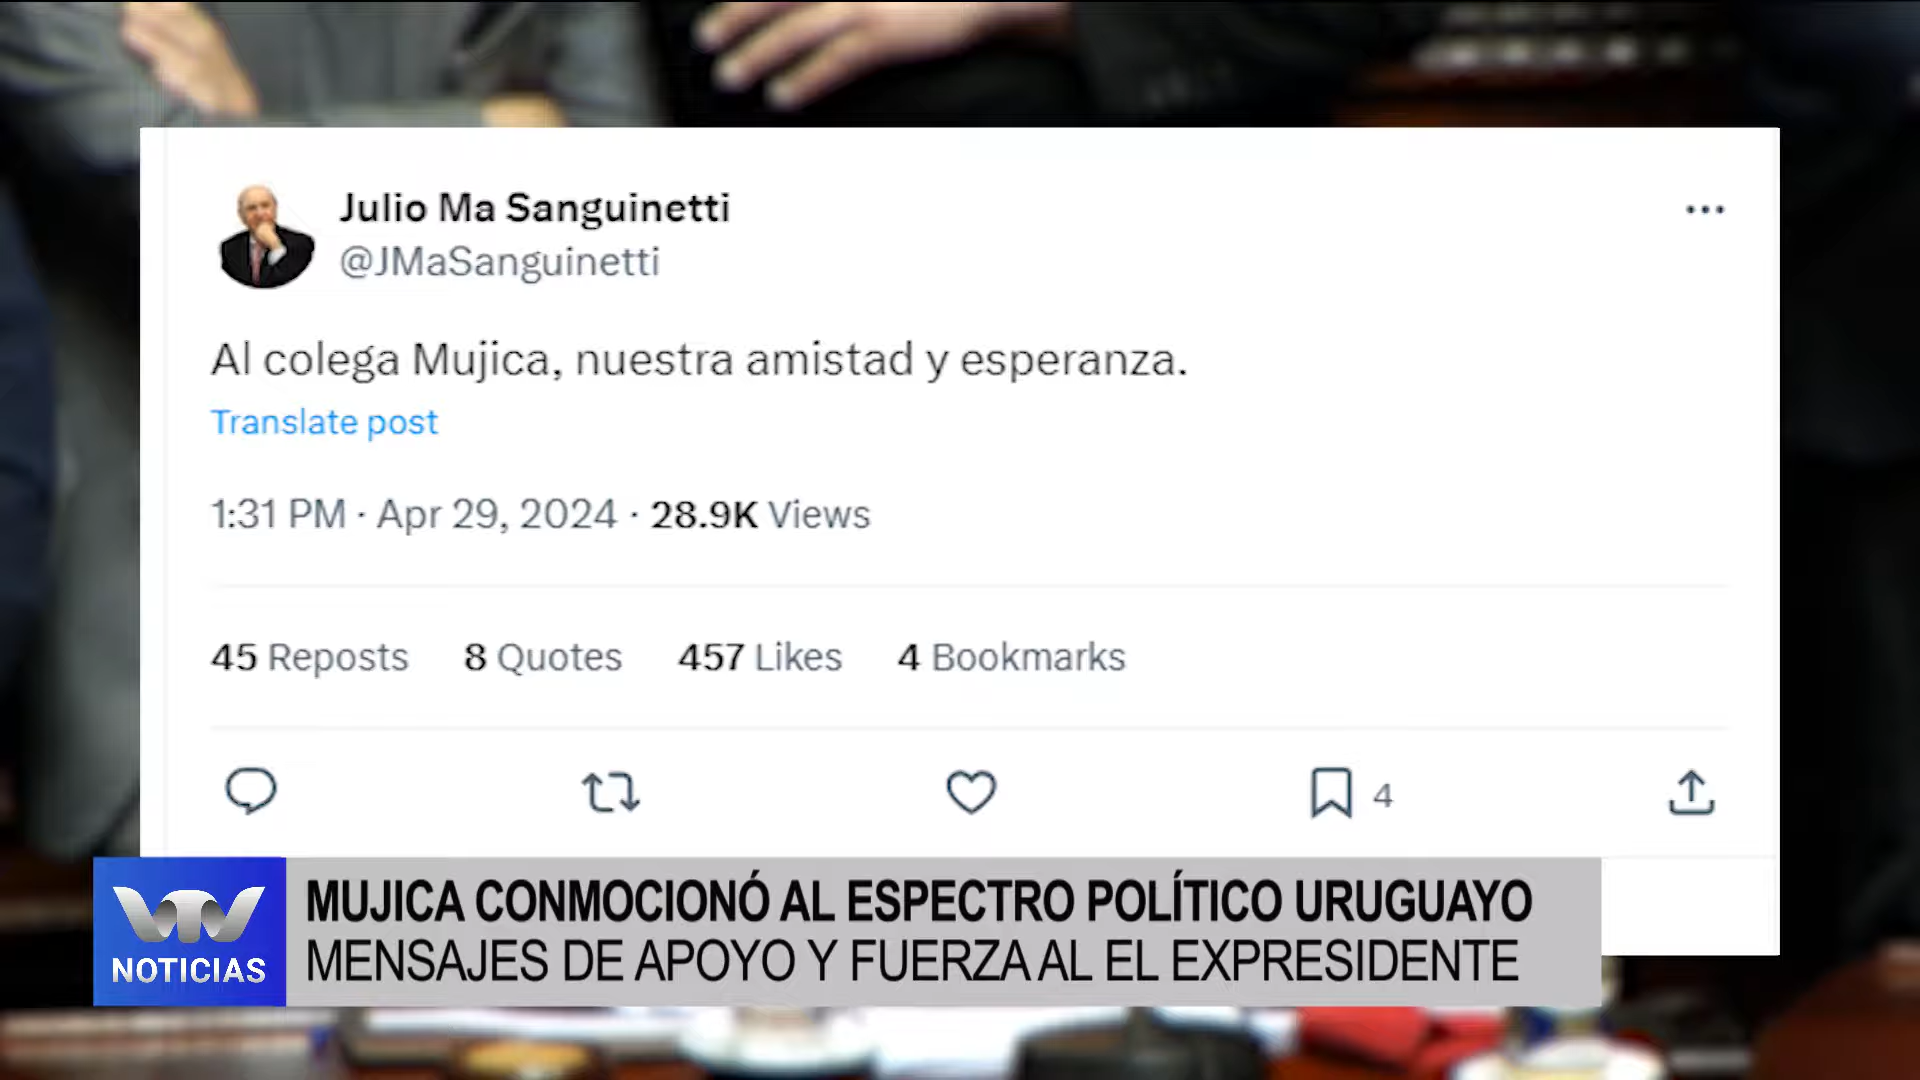 Julio Ma Sanguinetti
@JMaSanguinetti
Al colega Mujica, nuestra amistad y esperanza.
Translate post
1:31 PM · Apr 29, 2024 · 28.9K Views
45 Reposts 8 Quotes 457 Likes 4 Bookmarks
4
VTV
NOTICIAS
MUJICA CONMOCIONÓ AL ESPECTRO POLÍTICO URUGUAYO
MENSAJES DE APOYO Y FUERZA AL EL EXPRESIDENTE